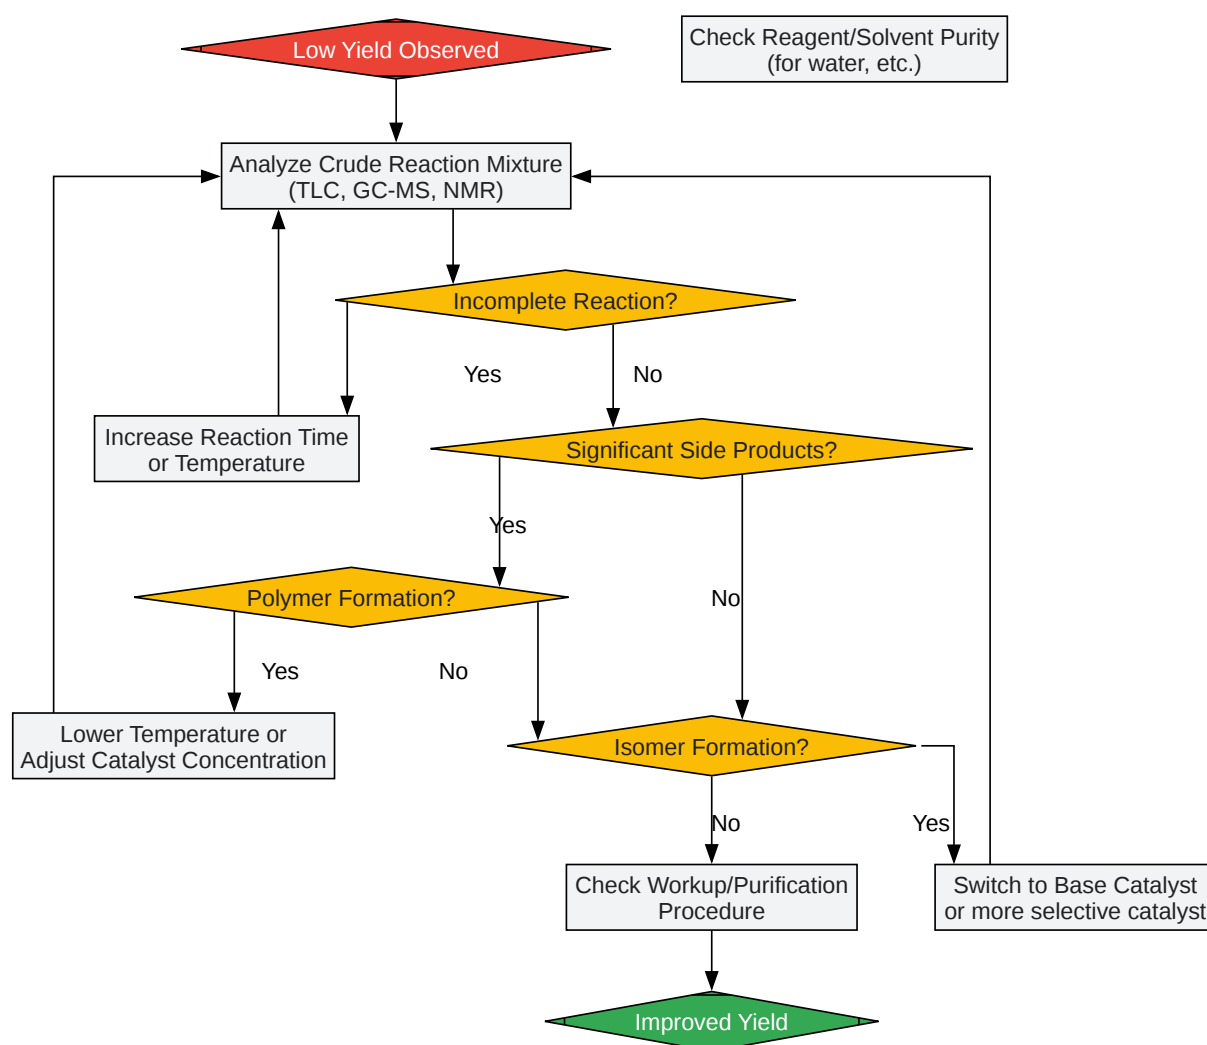 Low Yield Observed
Check Reagent/Solvent Purity
(for water, etc.)
Analyze Crude Reaction Mixture
(TLC, GC-MS, NMR)
Incomplete Reaction?
Yes
No
Increase Reaction Time
or Temperature
Significant Side Products?
Yes
Polymer Formation?
No
Yes
No
Lower Temperature or
Adjust Catalyst Concentration
Isomer Formation?
No
Yes
Check Workup/Purification
Procedure
Switch to Base Catalyst
or more selective catalyst
Improved Yield